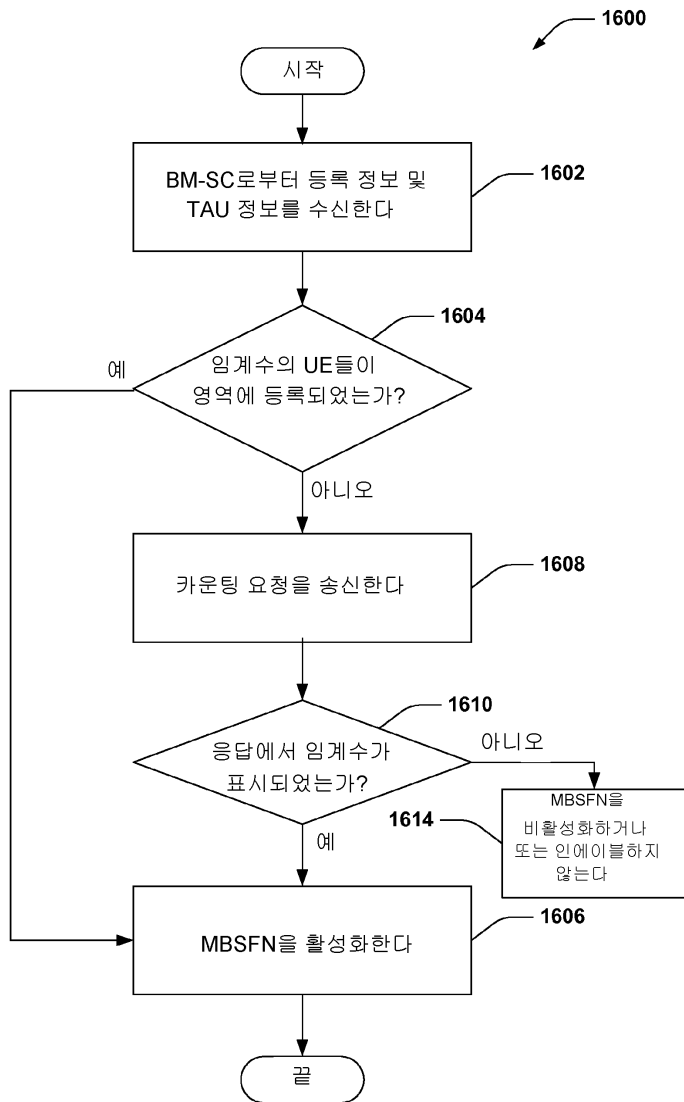 1600
시작
BM-SC로부터 등록 정보 및
TAU 정보를 수신한다
1602
1604
임계수의 UE들이
영역에 등록되었는가?
예
아니오
카운팅 요청을 송신한다
1608
1610
응답에서 임계수가
표시되었는가?
아니오
예
1614
MBSFN을
비활성화하거나
또는 인에이블하지
않는다
MBSFN을 활성화한다
1606
끝